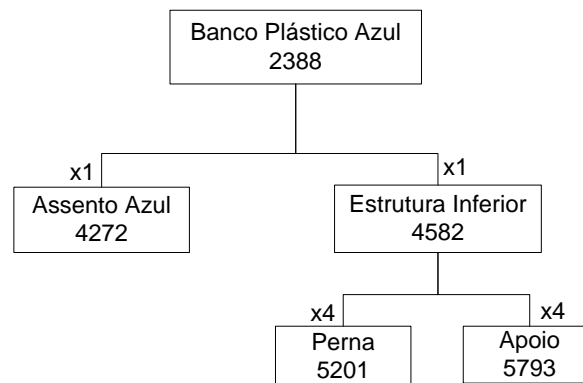 Banco Plástico Azul
2388
x1
x1
Assento Azul
4272
Estrutura Inferior
4582
x4
x4
Perna
5201
Apoio
5793